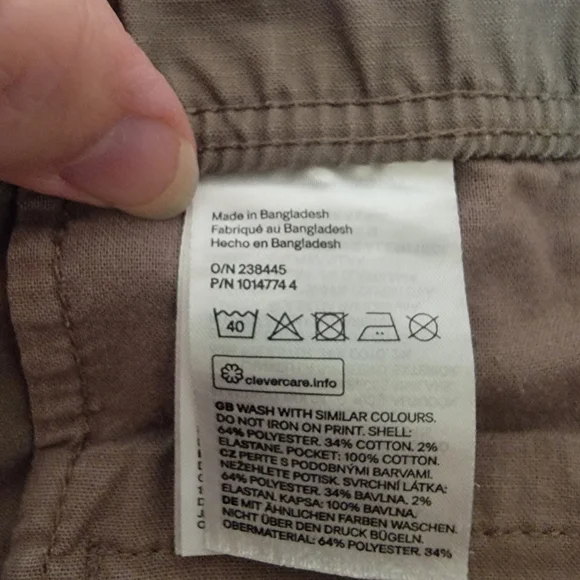 Made in Bangladesh
Fabriqué au Bangladesh
Hecho en Bangladesh
O/N 238445
P/N 1014774 4
40
clevercare.info
GB WASH WITH SIMILAR COLOURS.
DO NOT IRON ON PRINT. SHELL:
64% POLYESTER. 34% COTTON. 2%
ELASTANE. POCKET: 100% COTTON.
CZ PERTE S PODOBNÝMI BARVAMI.
NEŽEHLETE POTISK. SVRCHNÍ LÁTKA:
64% POLYESTER. 34% BAVLNA. 2%
ELASTAN. KAPSA: 100% BAVLNA.
DE MIT ÄHNLICHEN FARBEN WASCHEN.
NICHT ÜBER DEN DRUCK BÜGELN.
OBERMATERIAL: 64% POLYESTER. 34%